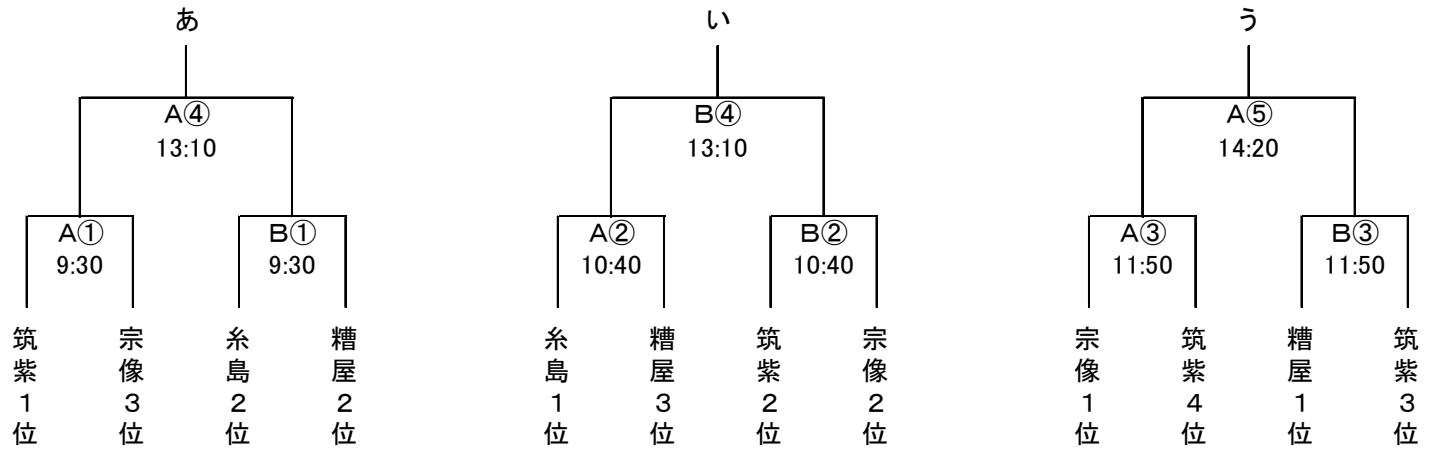 あ い う
A④ B④ A⑤
13:10 13:10 14:20
A① B① A② B② A③ B③
9:30 9:30 10:40 10:40 11:50 11:50
筑紫1位
宗像3位
糸島2位
糟屋2位
糸島1位
糟屋3位
筑紫2位
宗像2位
宗像1位
筑紫4位
糟屋1位
筑紫3位